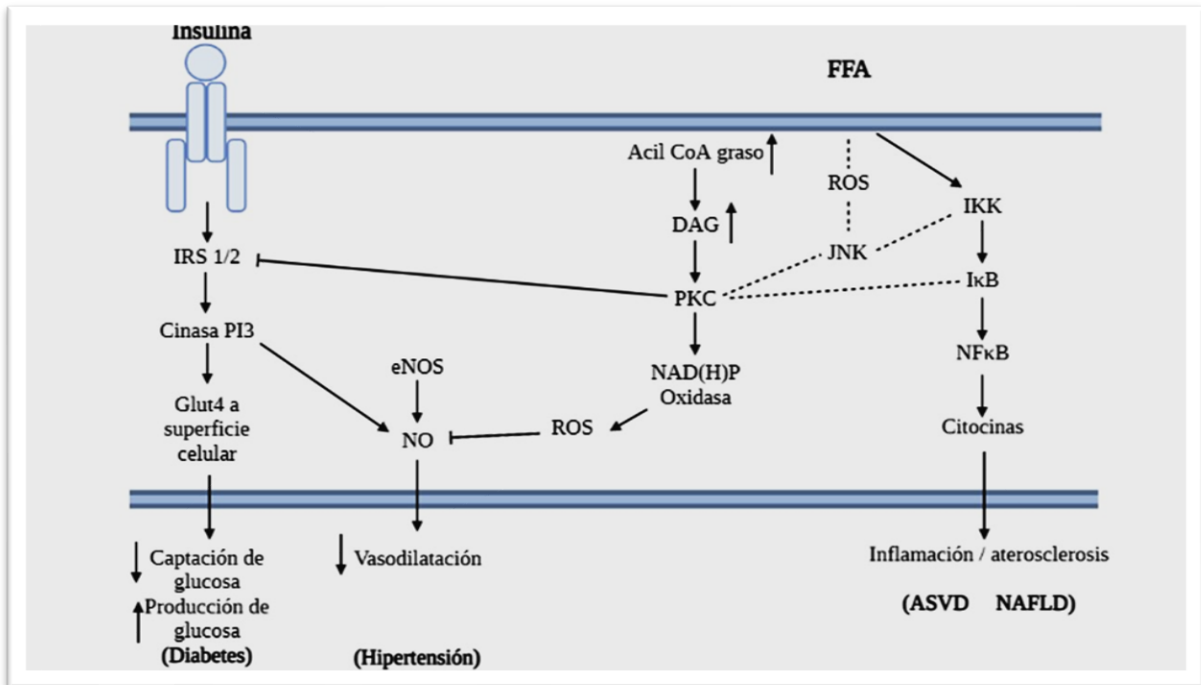 Insulina
FFA
Acil CoA graso
ROS
IKK
DAG
IRS 1/2
JNK
PKC
IκB
Cinasa PI3
eNOS
NAD(H)P
Oxidasa
NFκB
Glut4 a
superficie
celular
NO
ROS
Citocinas
Captación de
glucosa
Producción de
glucosa
(Diabetes)
Vasodilatación
(Hipertensión)
Inflamación / aterosclerosis
(ASVD NAFLD)